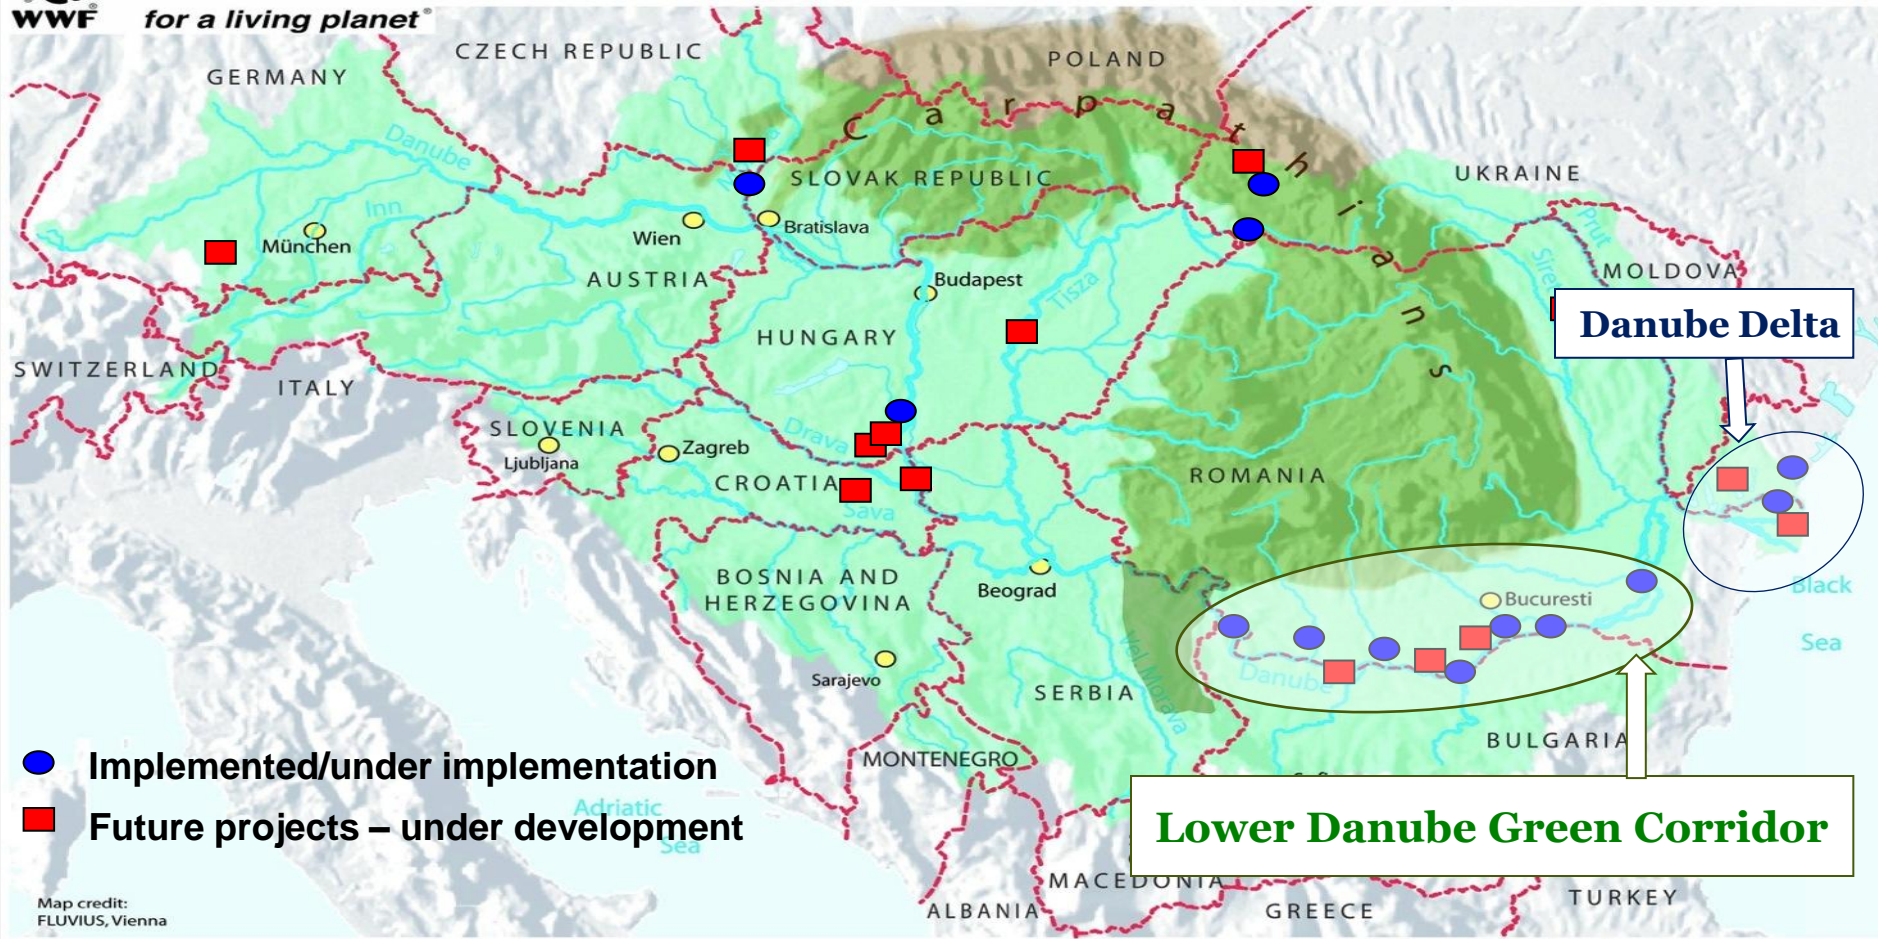 WWF® for a living planet®
CZECH REPUBLIC
POLAND
GERMANY
Carpathians
Danube
UKRAINE
SLOVAK REPUBLIC
Inn
Prut
Bratislava
Wien
München
Siret
MOLDOVA
AUSTRIA
Budapest
Tisza
Danube Delta
HUNGARY
SWITZERLAND
ITALY
SLOVENIA
Drava
Zagreb
Ljubljana
ROMANIA
CROATIA
Sava
BOSNIA AND
HERZEGOVINA
Beograd
Black
Sea
Bucuresti
Sarajevo
Vel.Morava
Danube
SERBIA
BULGARIA
MONTENEGRO
Implemented/under implementation
Adriatic
Sea
Future projects – under development
Lower Danube Green Corridor
MACEDONIA
TURKEY
ALBANIA
GREECE
Map credit:
FLUVIUS, Vienna